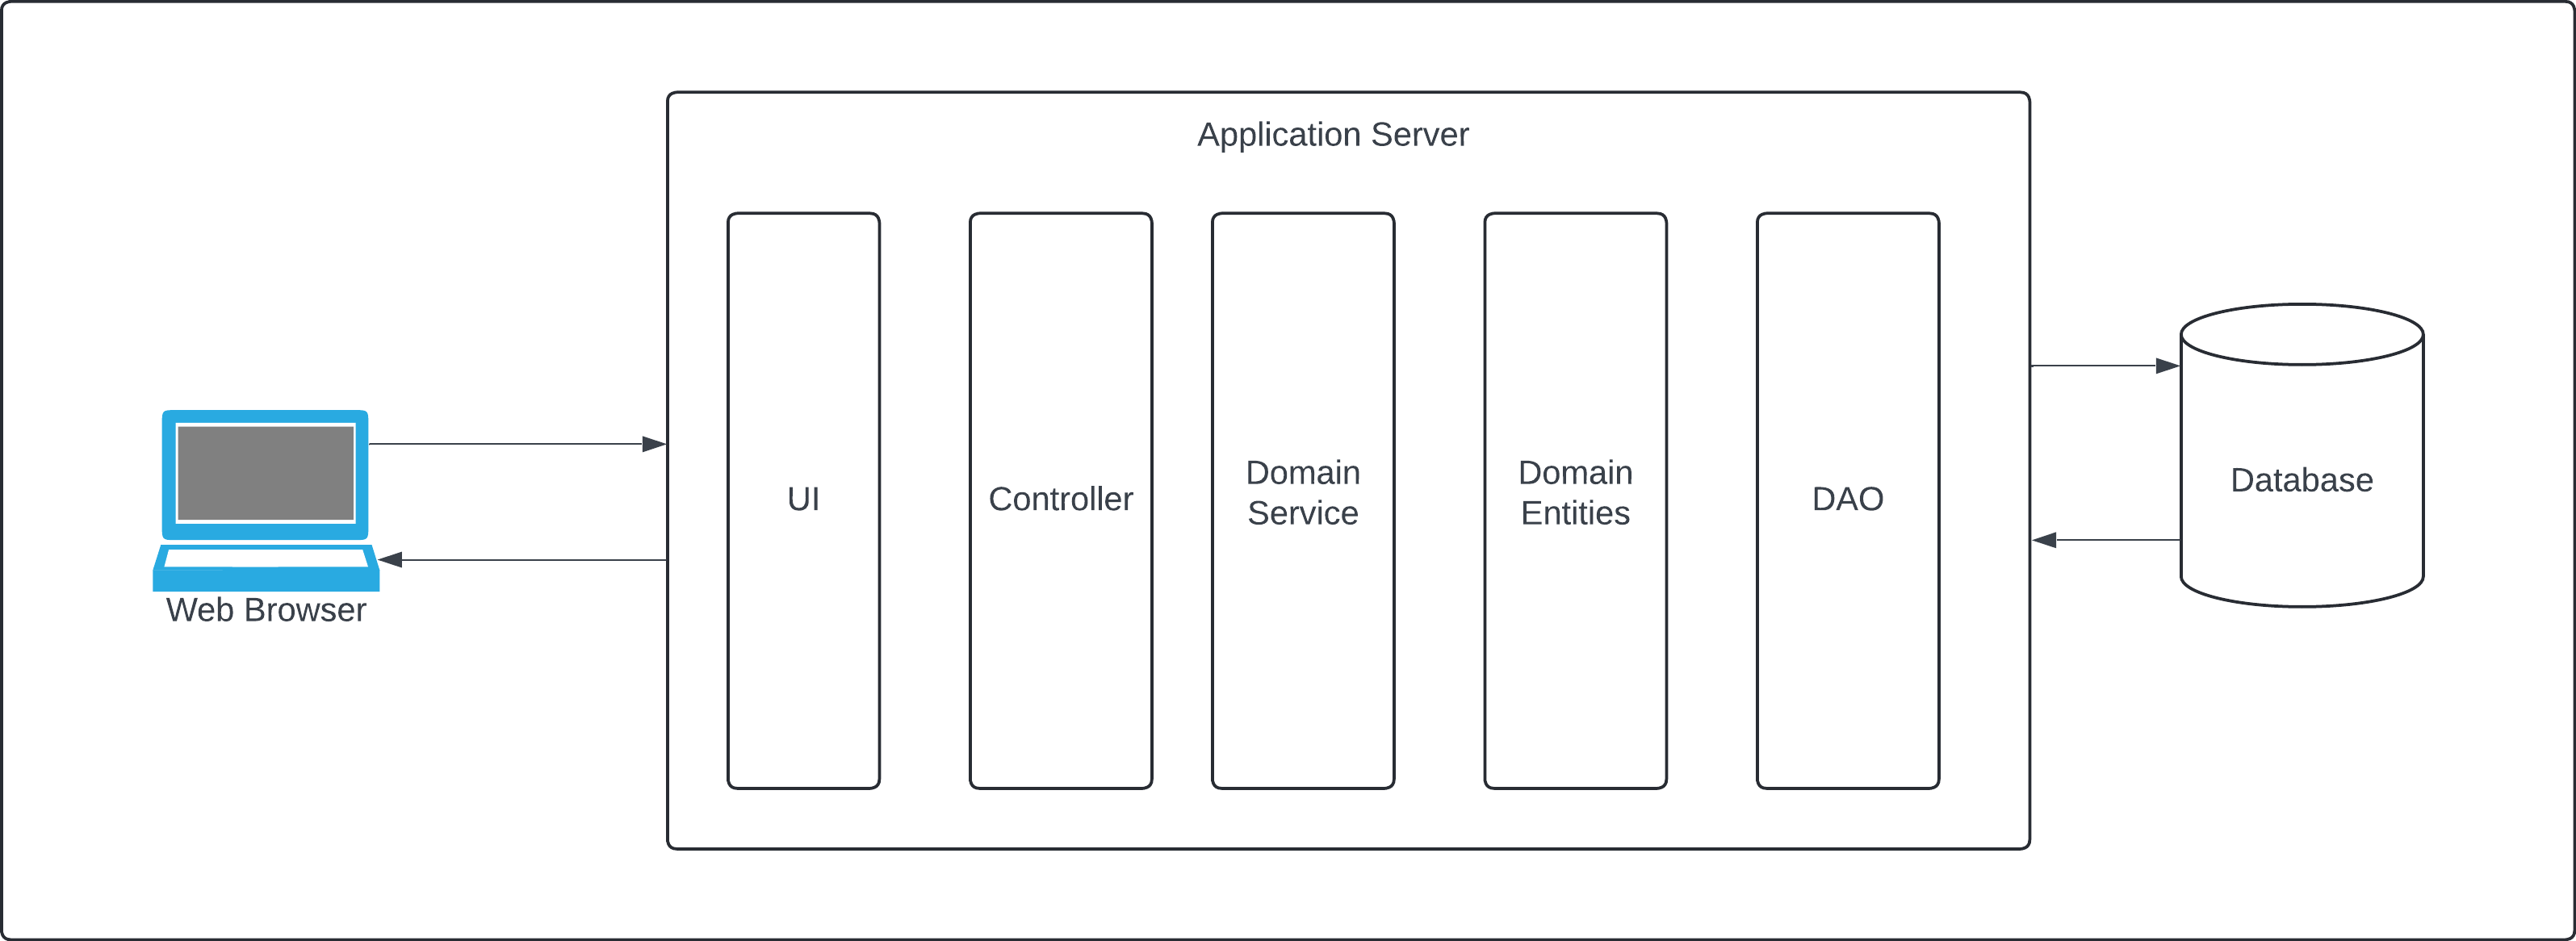 Application Server
UI
Controller
Domain
Service
Domain
Entities
DAO
Database
Web Browser